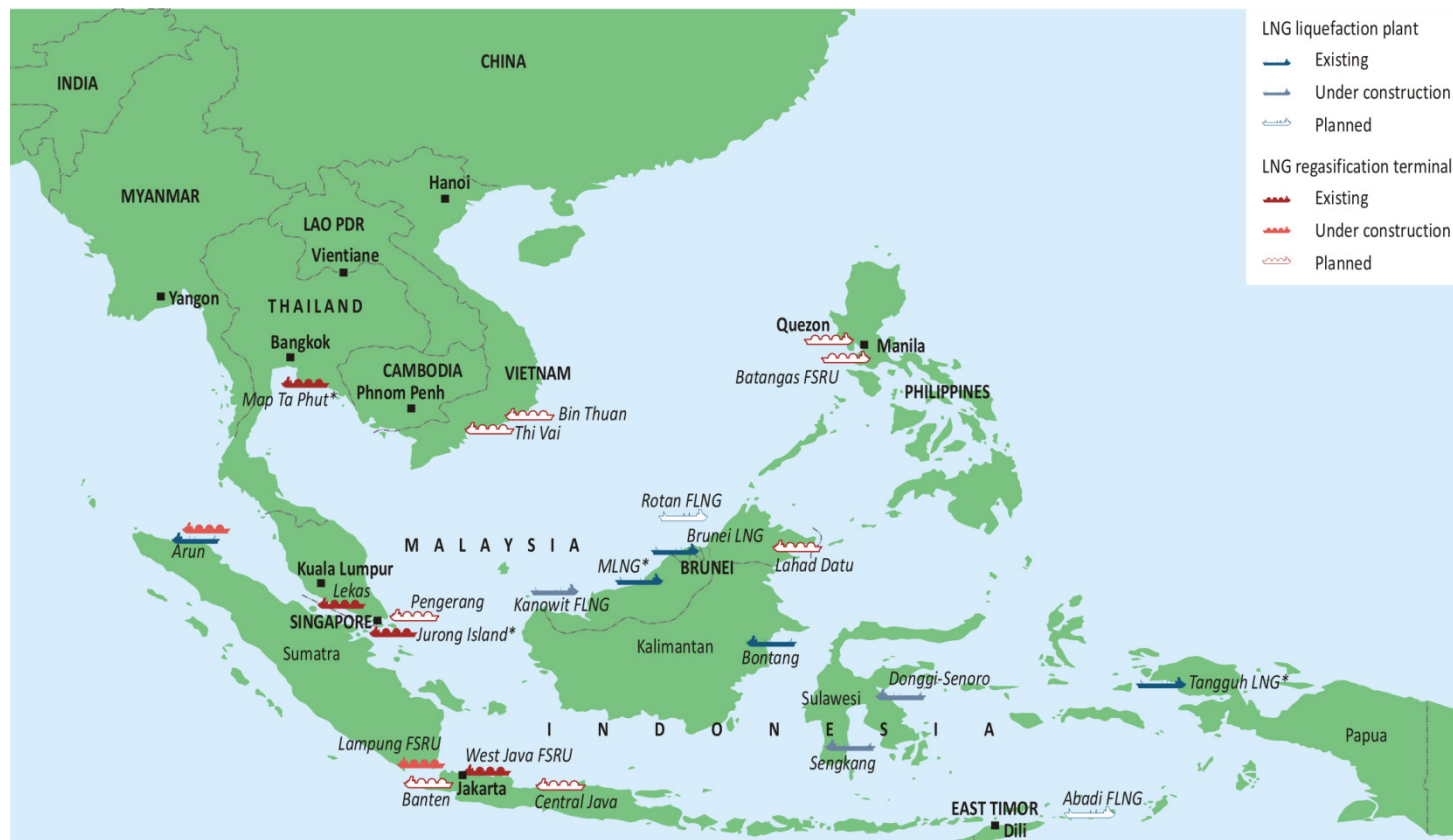 LNG liquefaction plant
Existing
Under construction
Planned
LNG regasification terminal
Existing
Under construction
Planned
CHINA
INDIA
MYANMAR
Hanoi
LAO PDR
Vientiane
Yangon
THAILAND
Bangkok
Map Ta Phut*
CAMBODIA
Phnom Penh
VIETNAM
Bin Thuan
Thi Vai
Quezon
Manila
Batangas FSRU
PHILIPPINES
Rotan FLNG
Arun
MALAYSIA
Brunei LNG
MLNG*
BRUNEI
Lahad Datu
Kuala Lumpur
Lekas
Kanowit FLNG
Pengerang
SINGAPORE
Jurong Island*
Sumatra
Kalimantan
Bontang
Donggi-Senoro
Tangguh LNG*
Sulawesi
INDONESIA
Papua
Lampung FSRU
West Java FSRU
Sengkang
Jakarta
Banten
Central Java
Abadi FLNG
EAST TIMOR
Dili